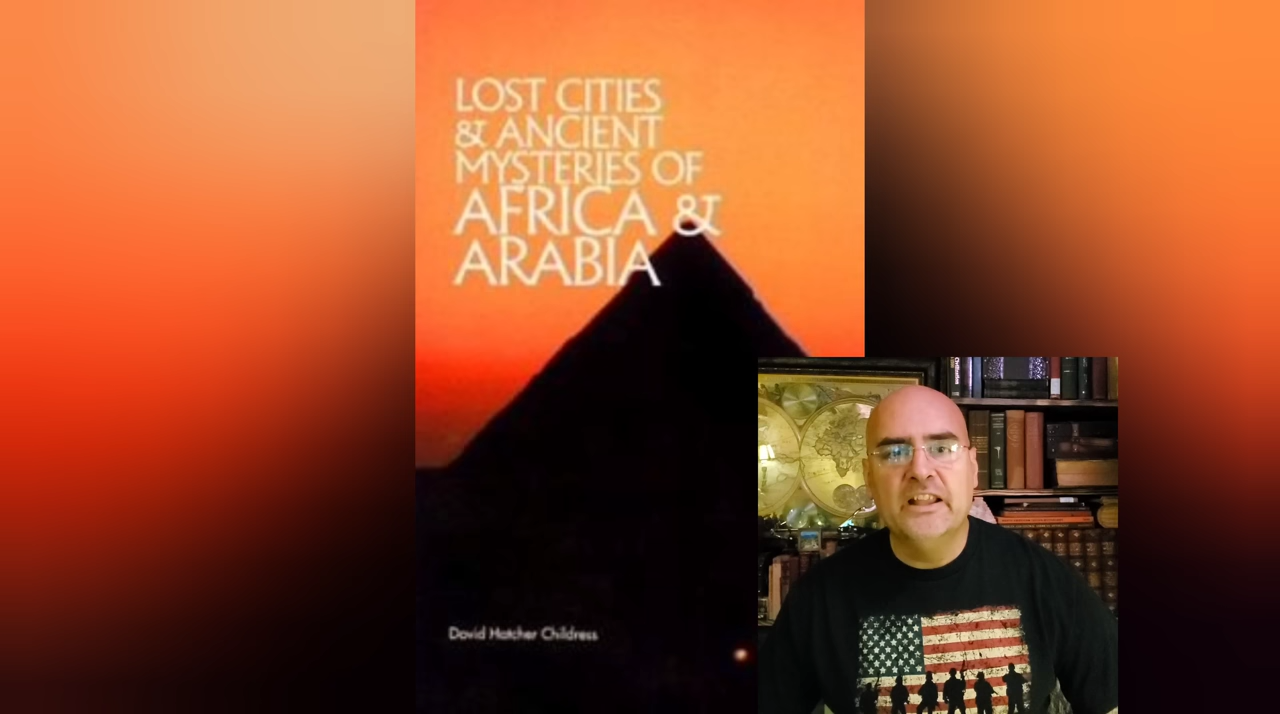 LOST CITIES
& ANCIENT
MYSTERIES OF
AFRICA &
ARABIA
David Hatcher Childress